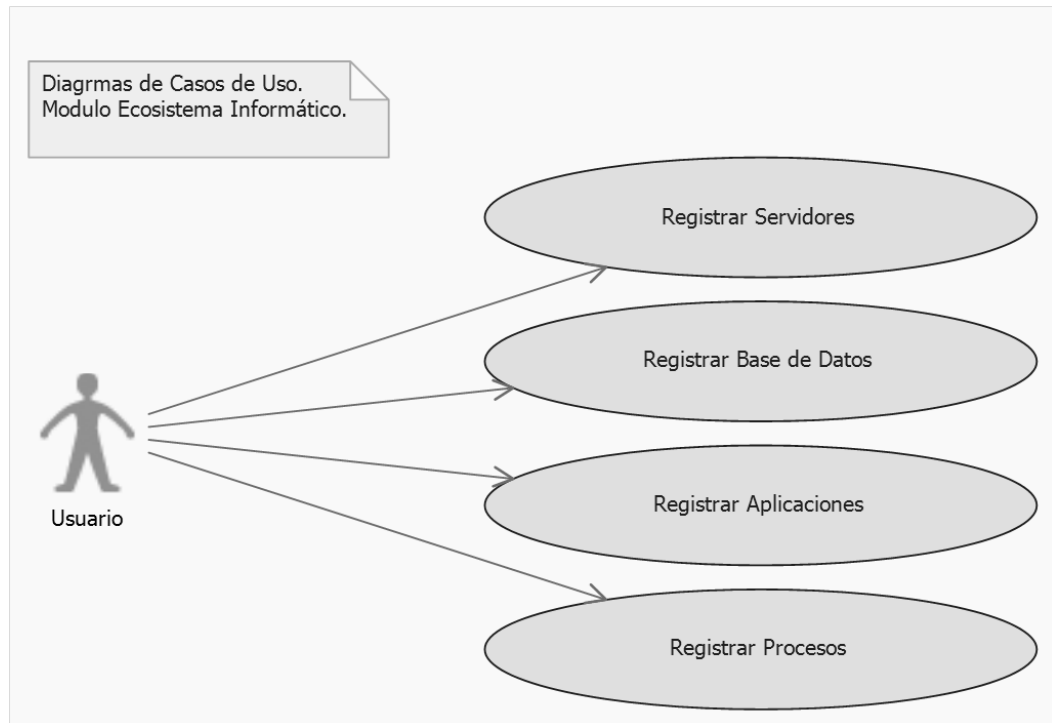 Diagrmas de Casos de Uso.
Modulo Ecosistema Informático.
Registrar Servidores
Registrar Base de Datos
Registrar Aplicaciones
Usuario
Registrar Procesos